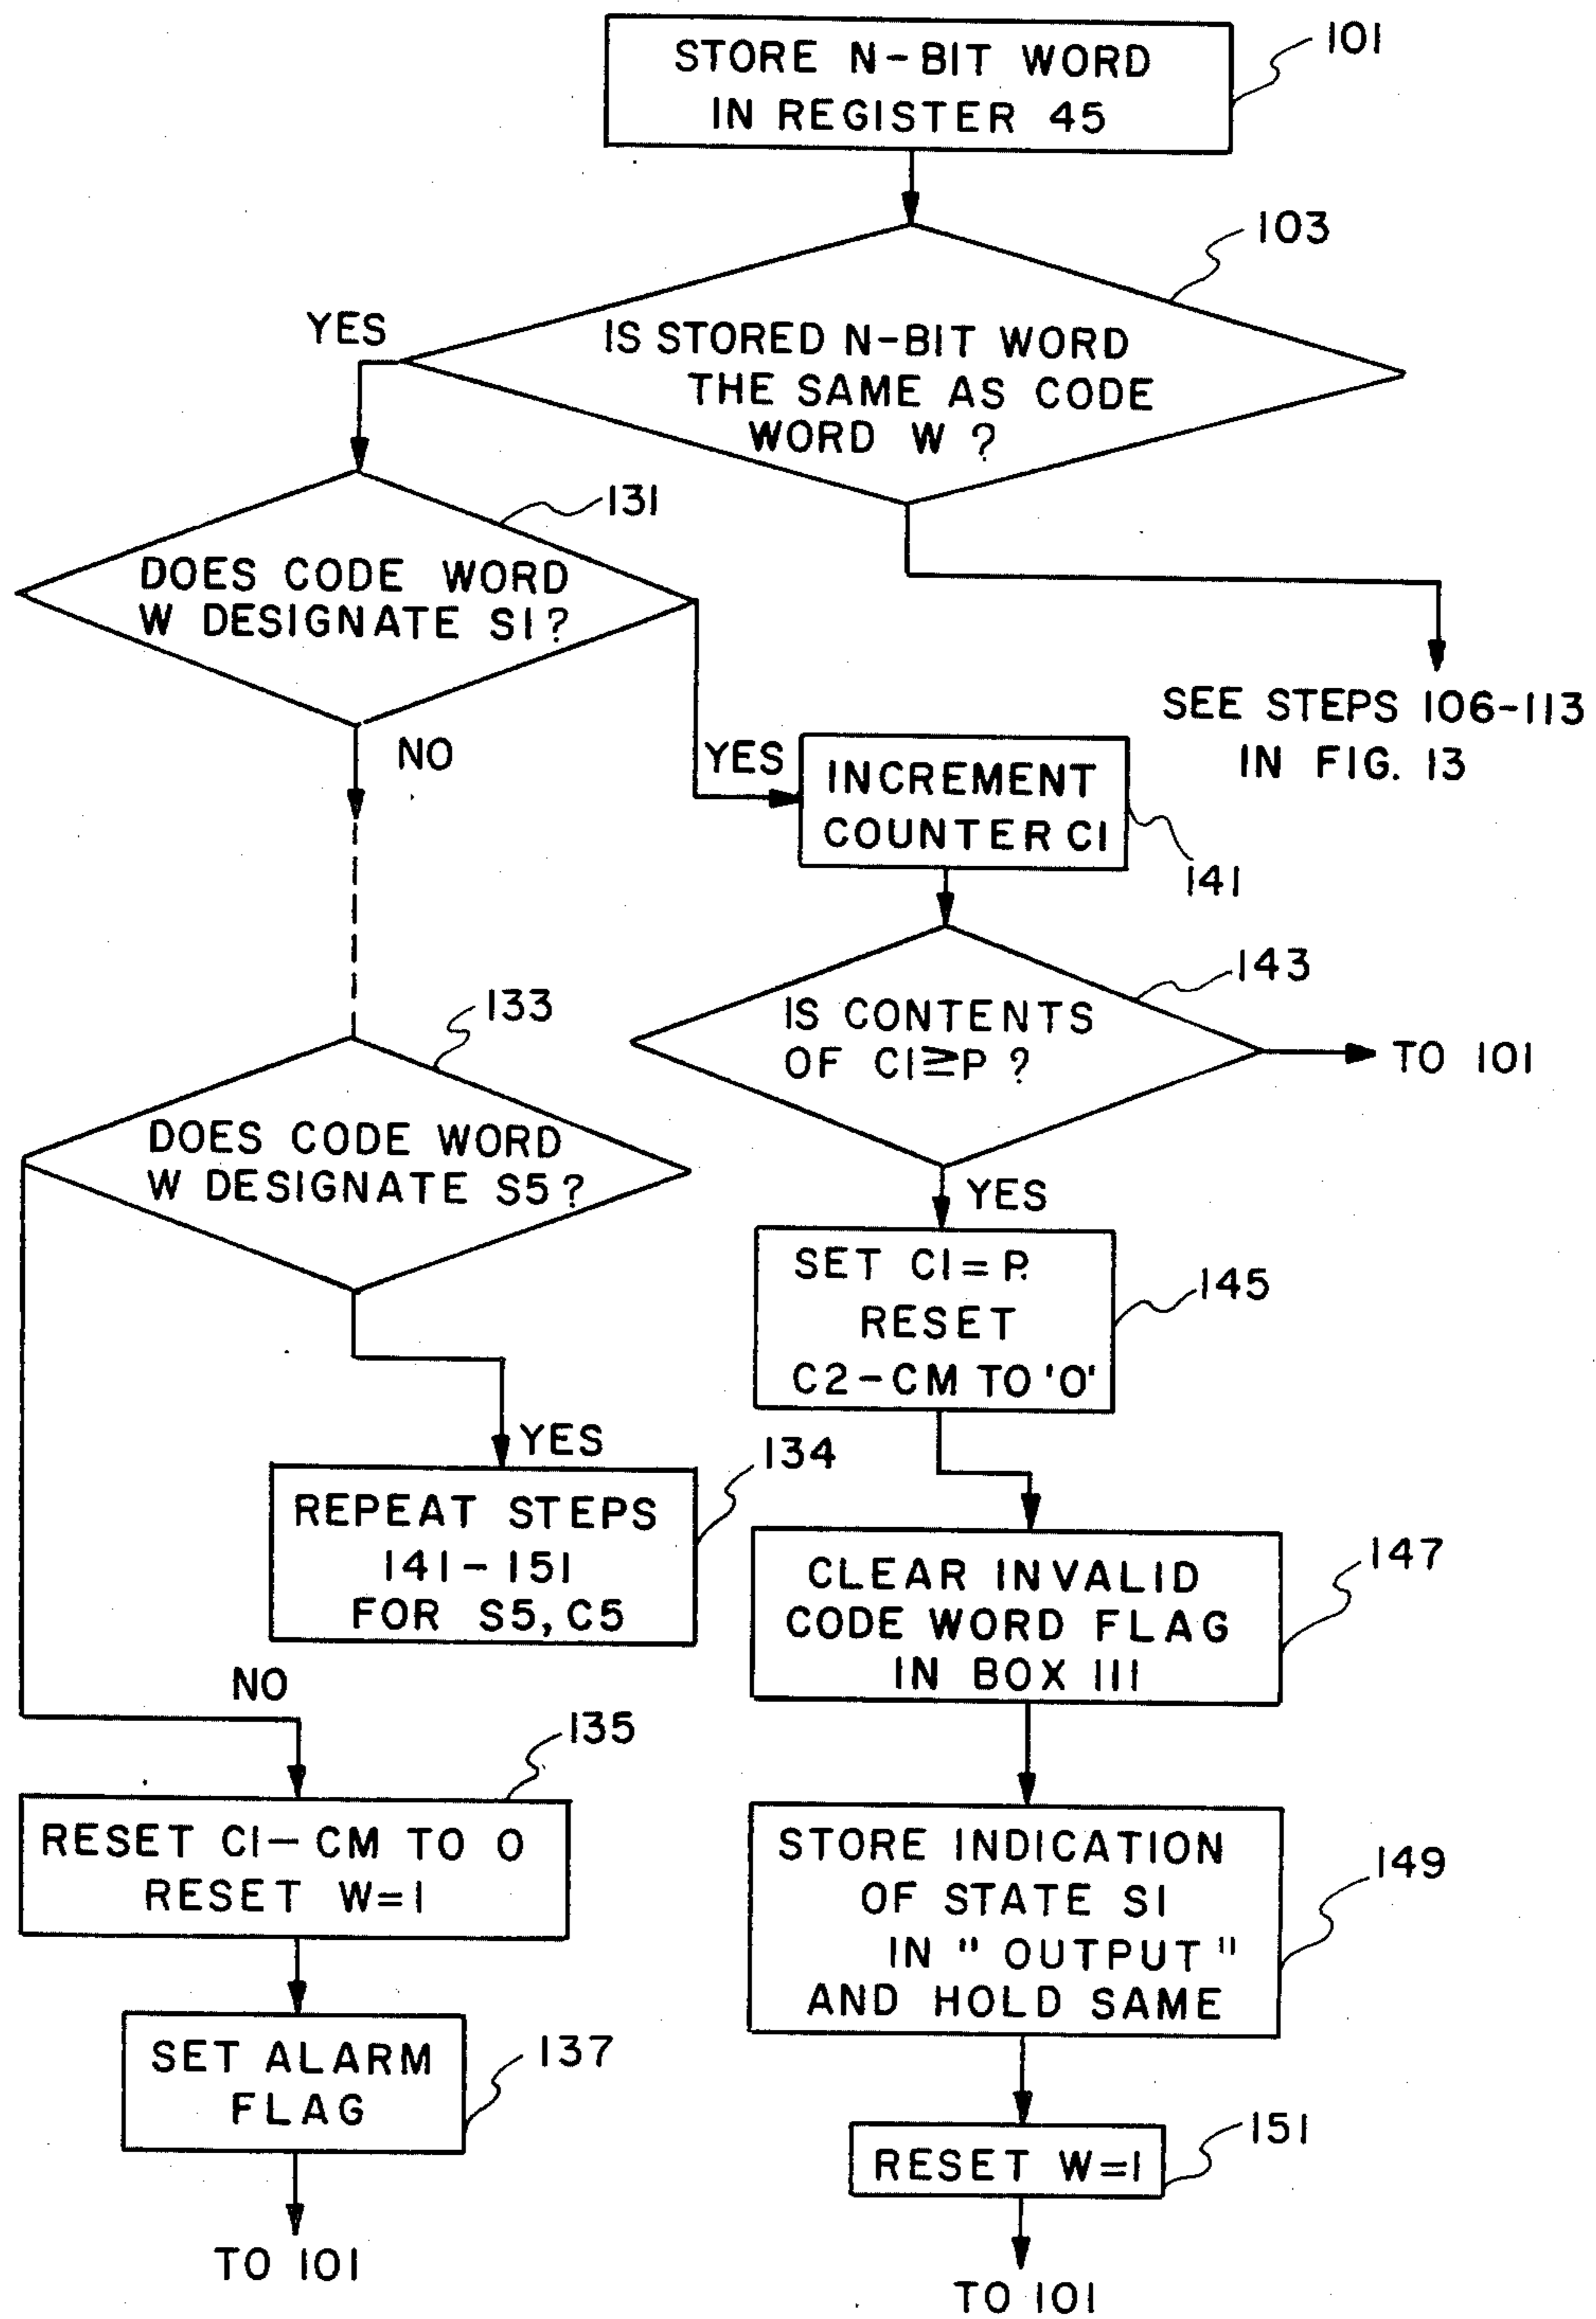 STORE N-BIT WORD
IN REGISTER 45
101
103
IS STORED N-BIT WORD
THE SAME AS CODE
WORD W ?
YES
131
DOES CODE WORD
W DESIGNATE S1?
SEE STEPS 106-113
IN FIG. 13
NO
YES
INCREMENT
COUNTER C1
141
143
IS CONTENTS
OF C1≧P ?
TO 101
133
DOES CODE WORD
W DESIGNATE S5?
YES
SET C1=P.
RESET
C2-CM TO '0'
145
YES
134
REPEAT STEPS
141-151
FOR S5, C5
CLEAR INVALID
CODE WORD FLAG
IN BOX 111
147
NO
135
RESET C1-CM TO 0
RESET W=1
STORE INDICATION
OF STATE S1
IN "OUTPUT"
AND HOLD SAME
149
SET ALARM
FLAG
137
RESET W=1
151
TO 101
TO 101